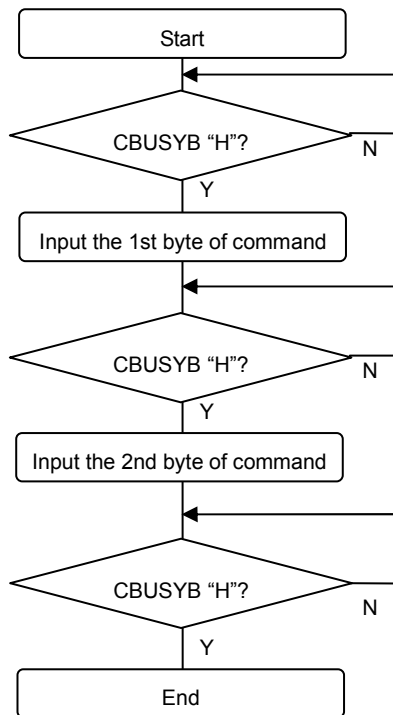 Start
CBUSYB “H”?
N
Y
Input the 1st byte of command
CBUSYB “H”?
N
Y
Input the 2nd byte of command
CBUSYB “H”?
N
Y
End